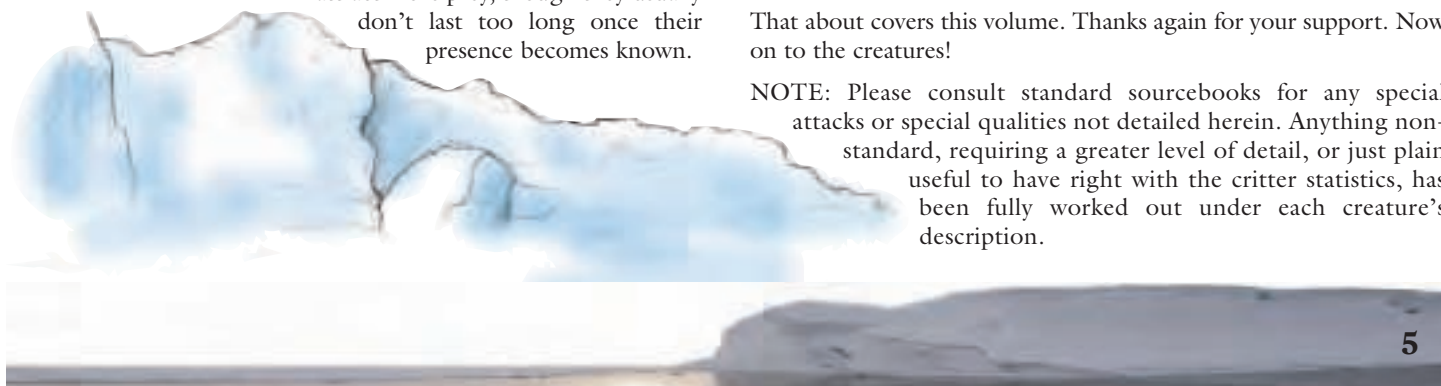 don’t last too long once their
presence becomes known.
That about covers this volume. Thanks again for your support. Now
on to the creatures!
NOTE: Please consult standard sourcebooks for any special
attacks or special qualities not detailed herein. Anything non-
standard, requiring a greater level of detail, or just plain
useful to have right with the critter statistics, has
been fully worked out under each creature’s
description.
5